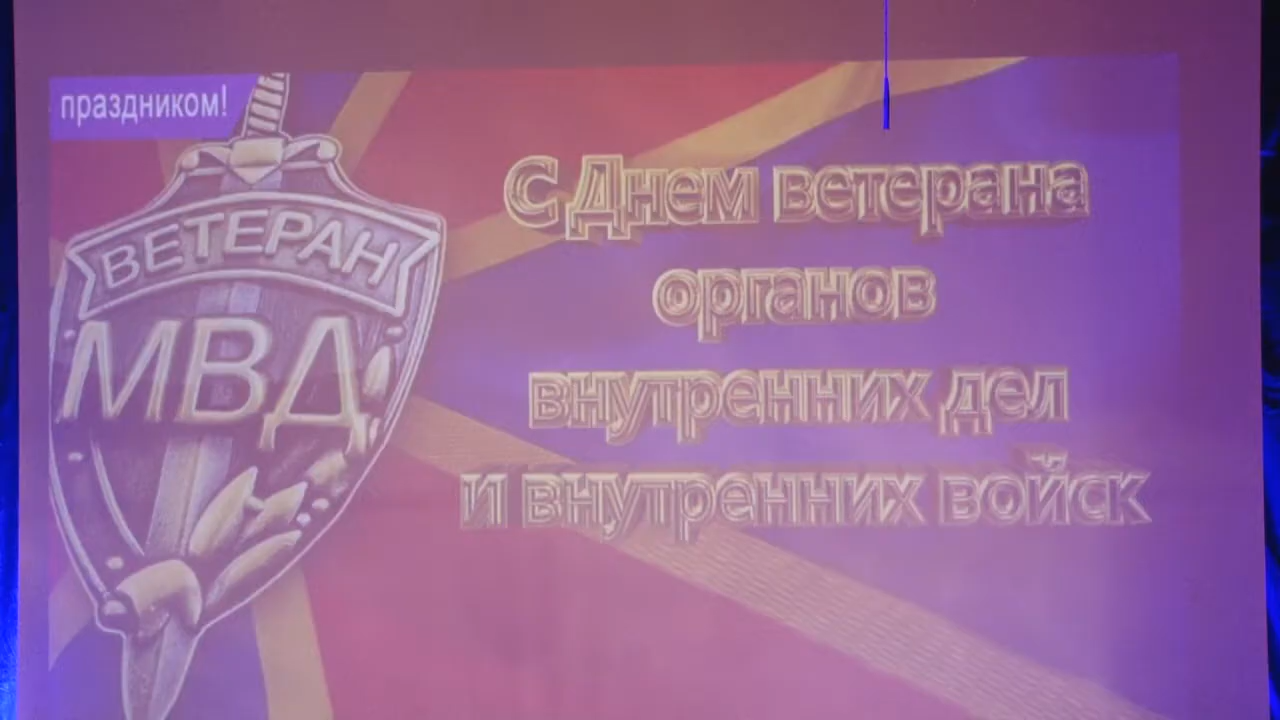 праздником!
ВЕТЕРАН
МВД
С Днем ветерана
органов
внутренних дел
и внутренних войск